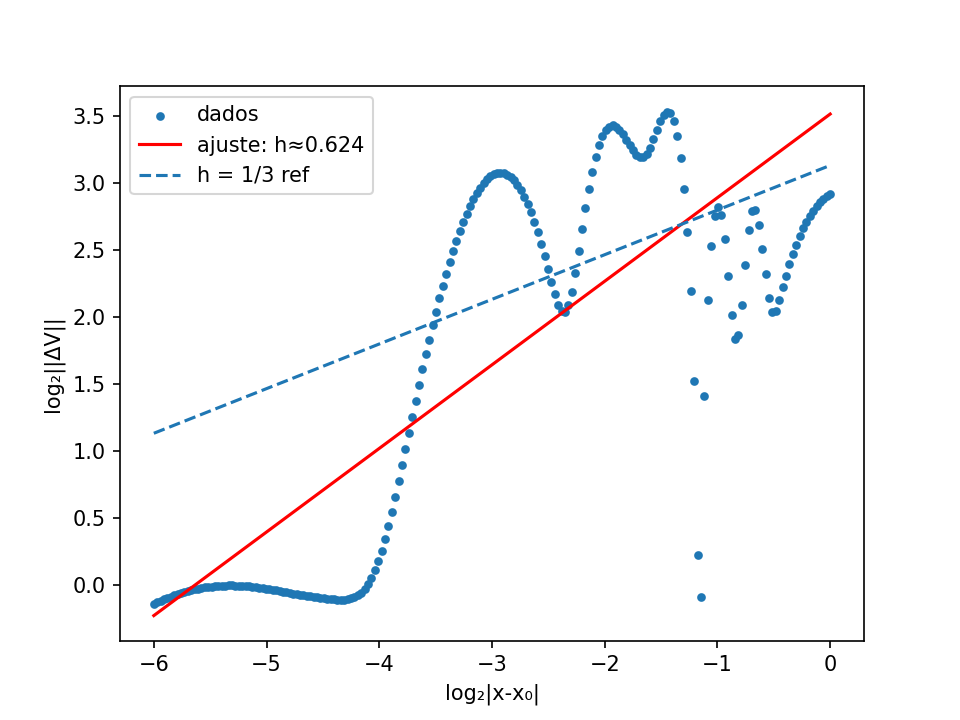 dados
ajuste: h≈0.624
h = 1/3 ref
3.5
3.0
2.5
2.0
1.5
1.0
0.5
0.0
log₂||ΔV||
−6 −5 −4 −3 −2 −1 0
log₂|x-x₀|